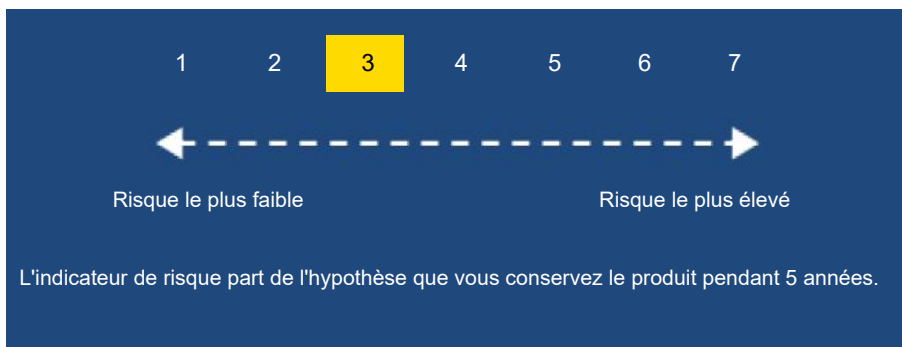 1 2 3 4 5 6 7
Risque le plus faible Risque le plus élevé
L'indicateur de risque part de l'hypothèse que vous conservez le produit pendant 5 années.